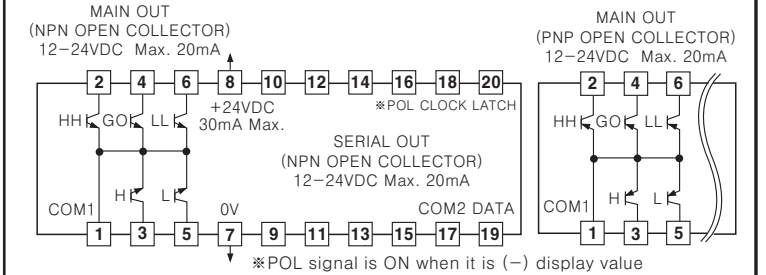 MAIN OUT
(NPN OPEN COLLECTOR)
12-24VDC Max. 20mA
2 4 6 8 10 12 14 16 18 20
+24VDC
30mA Max.
※POL CLOCK LATCH
HH GO LL
SERIAL OUT
(NPN OPEN COLLECTOR)
12-24VDC Max. 20mA
H L
COM1 0V COM2 DATA
1 3 5 7 9 11 13 15 17 19
MAIN OUT
(PNP OPEN COLLECTOR)
12-24VDC Max. 20mA
2 4 6
HH GO LL
H L
COM1
1 3 5
※POL signal is ON when it is (-) display value